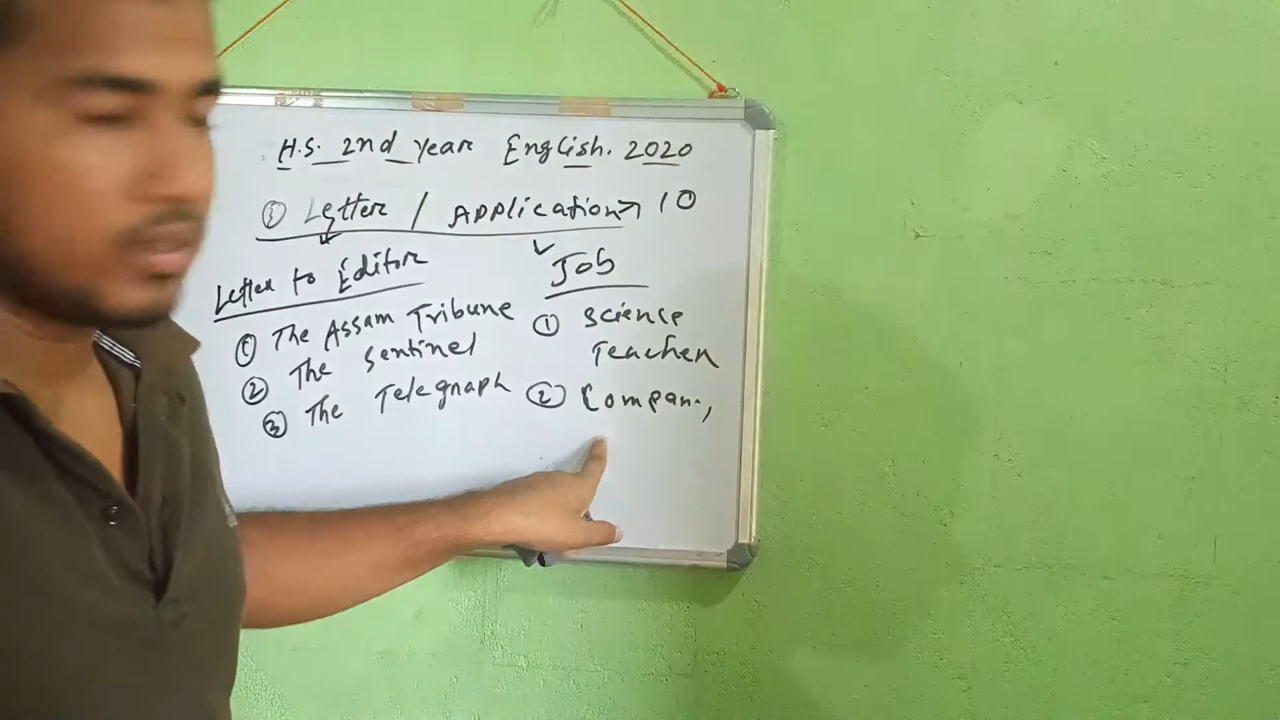 H.S. 2nd Year English. 2020
① Letter / Application → 10
Letter to Editor
① The Assam Tribune
② The Sentinel
③ The Telegraph
Job
① Science
Teacher
② Company